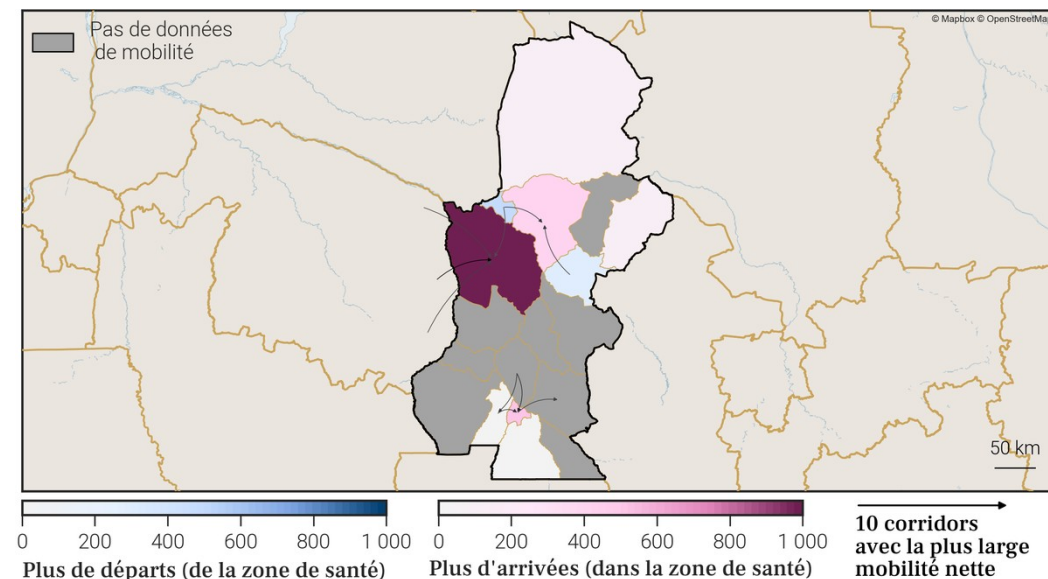 © Mapbox © OpenStreetMap
Pas de données
de mobilité
50 km
0 200 400 600 800 1 000
Plus de départs (de la zone de santé)
0 200 400 600 800 1 000
Plus d'arrivées (dans la zone de santé)
10 corridors
avec la plus large
mobilité nette